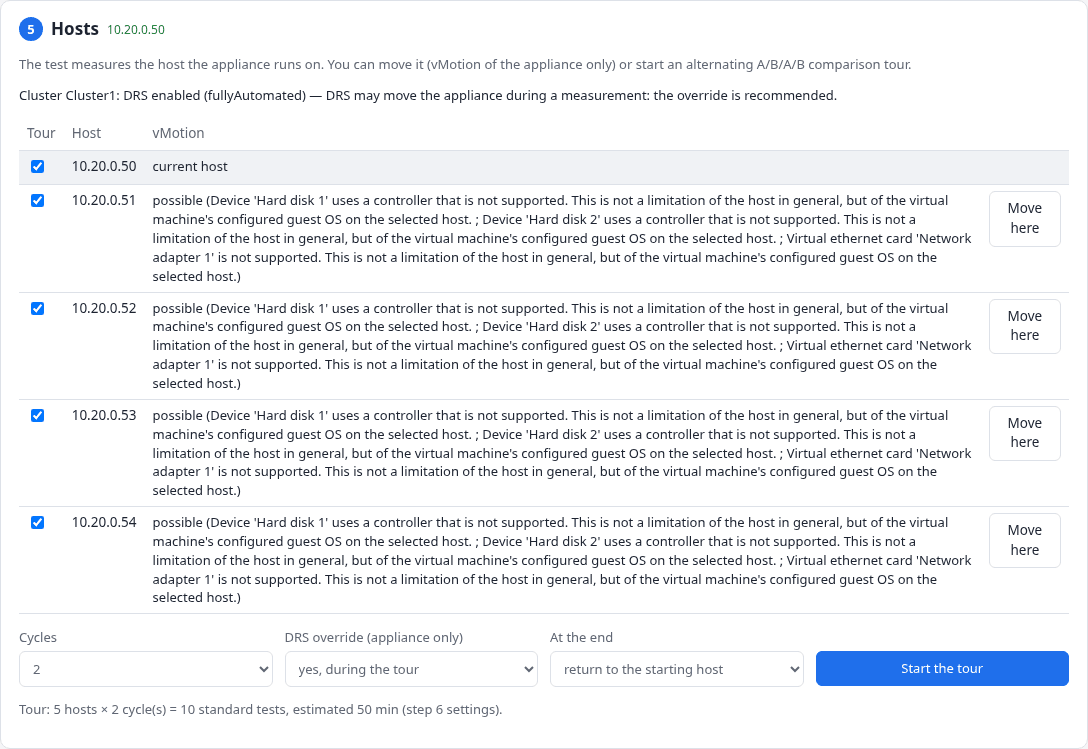 5 Hosts 10.20.0.50
The test measures the host the appliance runs on. You can move it (vMotion of the appliance only) or start an alternating A/B/A/B comparison tour.
Cluster Cluster1: DRS enabled (fullyAutomated) — DRS may move the appliance during a measurement: the override is recommended.
Tour Host vMotion
10.20.0.50 current host
10.20.0.51 possible (Device 'Hard disk 1' uses a controller that is not supported. This is not a limitation of the host in general, but of the virtual
machine's configured guest OS on the selected host. ; Device 'Hard disk 2' uses a controller that is not supported. This is not a
limitation of the host in general, but of the virtual machine's configured guest OS on the selected host. ; Virtual ethernet card 'Network
adapter 1' is not supported. This is not a limitation of the host in general, but of the virtual machine's configured guest OS on the
selected host.)
Move
here
10.20.0.52 possible (Device 'Hard disk 1' uses a controller that is not supported. This is not a limitation of the host in general, but of the virtual
machine's configured guest OS on the selected host. ; Device 'Hard disk 2' uses a controller that is not supported. This is not a
limitation of the host in general, but of the virtual machine's configured guest OS on the selected host. ; Virtual ethernet card 'Network
adapter 1' is not supported. This is not a limitation of the host in general, but of the virtual machine's configured guest OS on the
selected host.)
Move
here
10.20.0.53 possible (Device 'Hard disk 1' uses a controller that is not supported. This is not a limitation of the host in general, but of the virtual
machine's configured guest OS on the selected host. ; Device 'Hard disk 2' uses a controller that is not supported. This is not a
limitation of the host in general, but of the virtual machine's configured guest OS on the selected host. ; Virtual ethernet card 'Network
adapter 1' is not supported. This is not a limitation of the host in general, but of the virtual machine's configured guest OS on the
selected host.)
Move
here
10.20.0.54 possible (Device 'Hard disk 1' uses a controller that is not supported. This is not a limitation of the host in general, but of the virtual
machine's configured guest OS on the selected host. ; Device 'Hard disk 2' uses a controller that is not supported. This is not a
limitation of the host in general, but of the virtual machine's configured guest OS on the selected host. ; Virtual ethernet card 'Network
adapter 1' is not supported. This is not a limitation of the host in general, but of the virtual machine's configured guest OS on the
selected host.)
Move
here
Cycles DRS override (appliance only) At the end
2 yes, during the tour return to the starting host Start the tour
Tour: 5 hosts × 2 cycle(s) = 10 standard tests, estimated 50 min (step 6 settings).